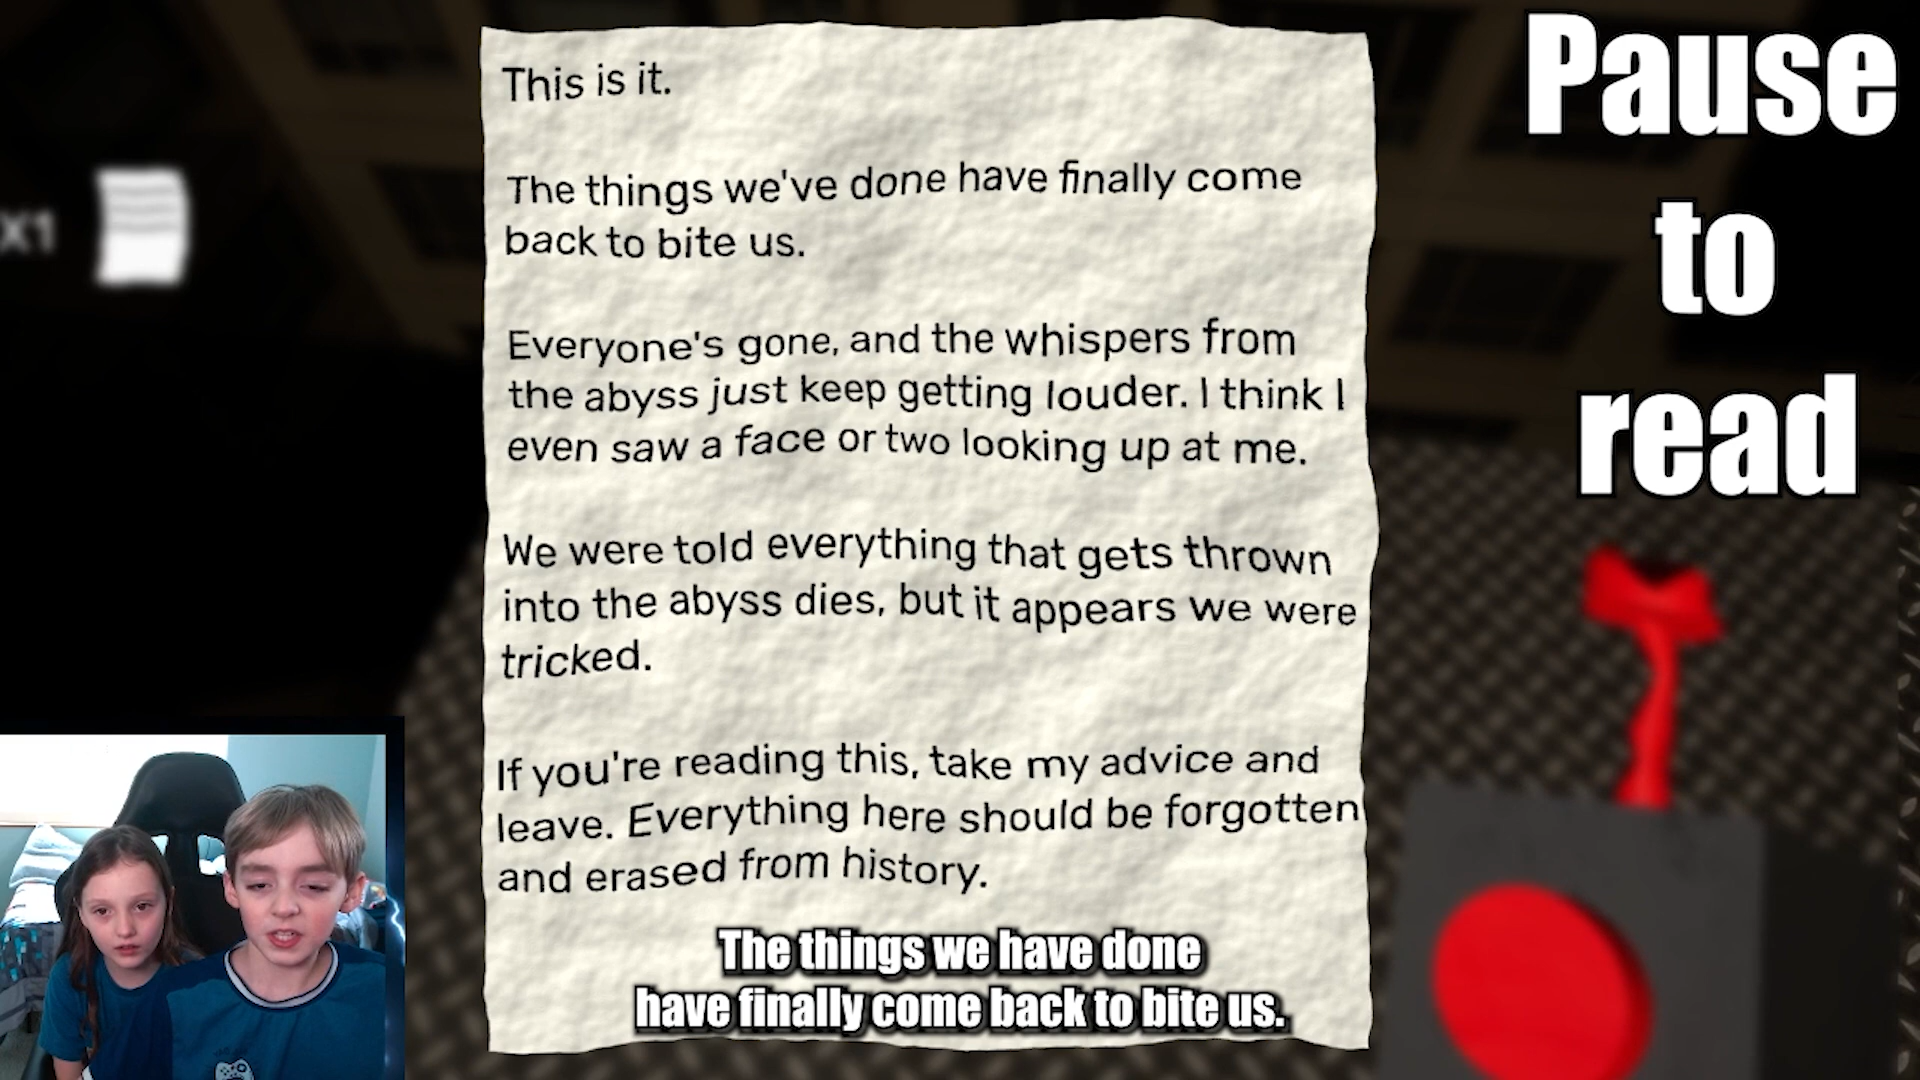 This is it.
The things we've done have finally come
back to bite us.
Everyone's gone, and the whispers from
the abyss just keep getting louder. I think I
even saw a face or two looking up at me.
We were told everything that gets thrown
into the abyss dies, but it appears we were
tricked.
If you're reading this, take my advice and
leave. Everything here should be forgotten
and erased from history.
The things we have done
have finally come back to bite us.
Pause
to
read
X1